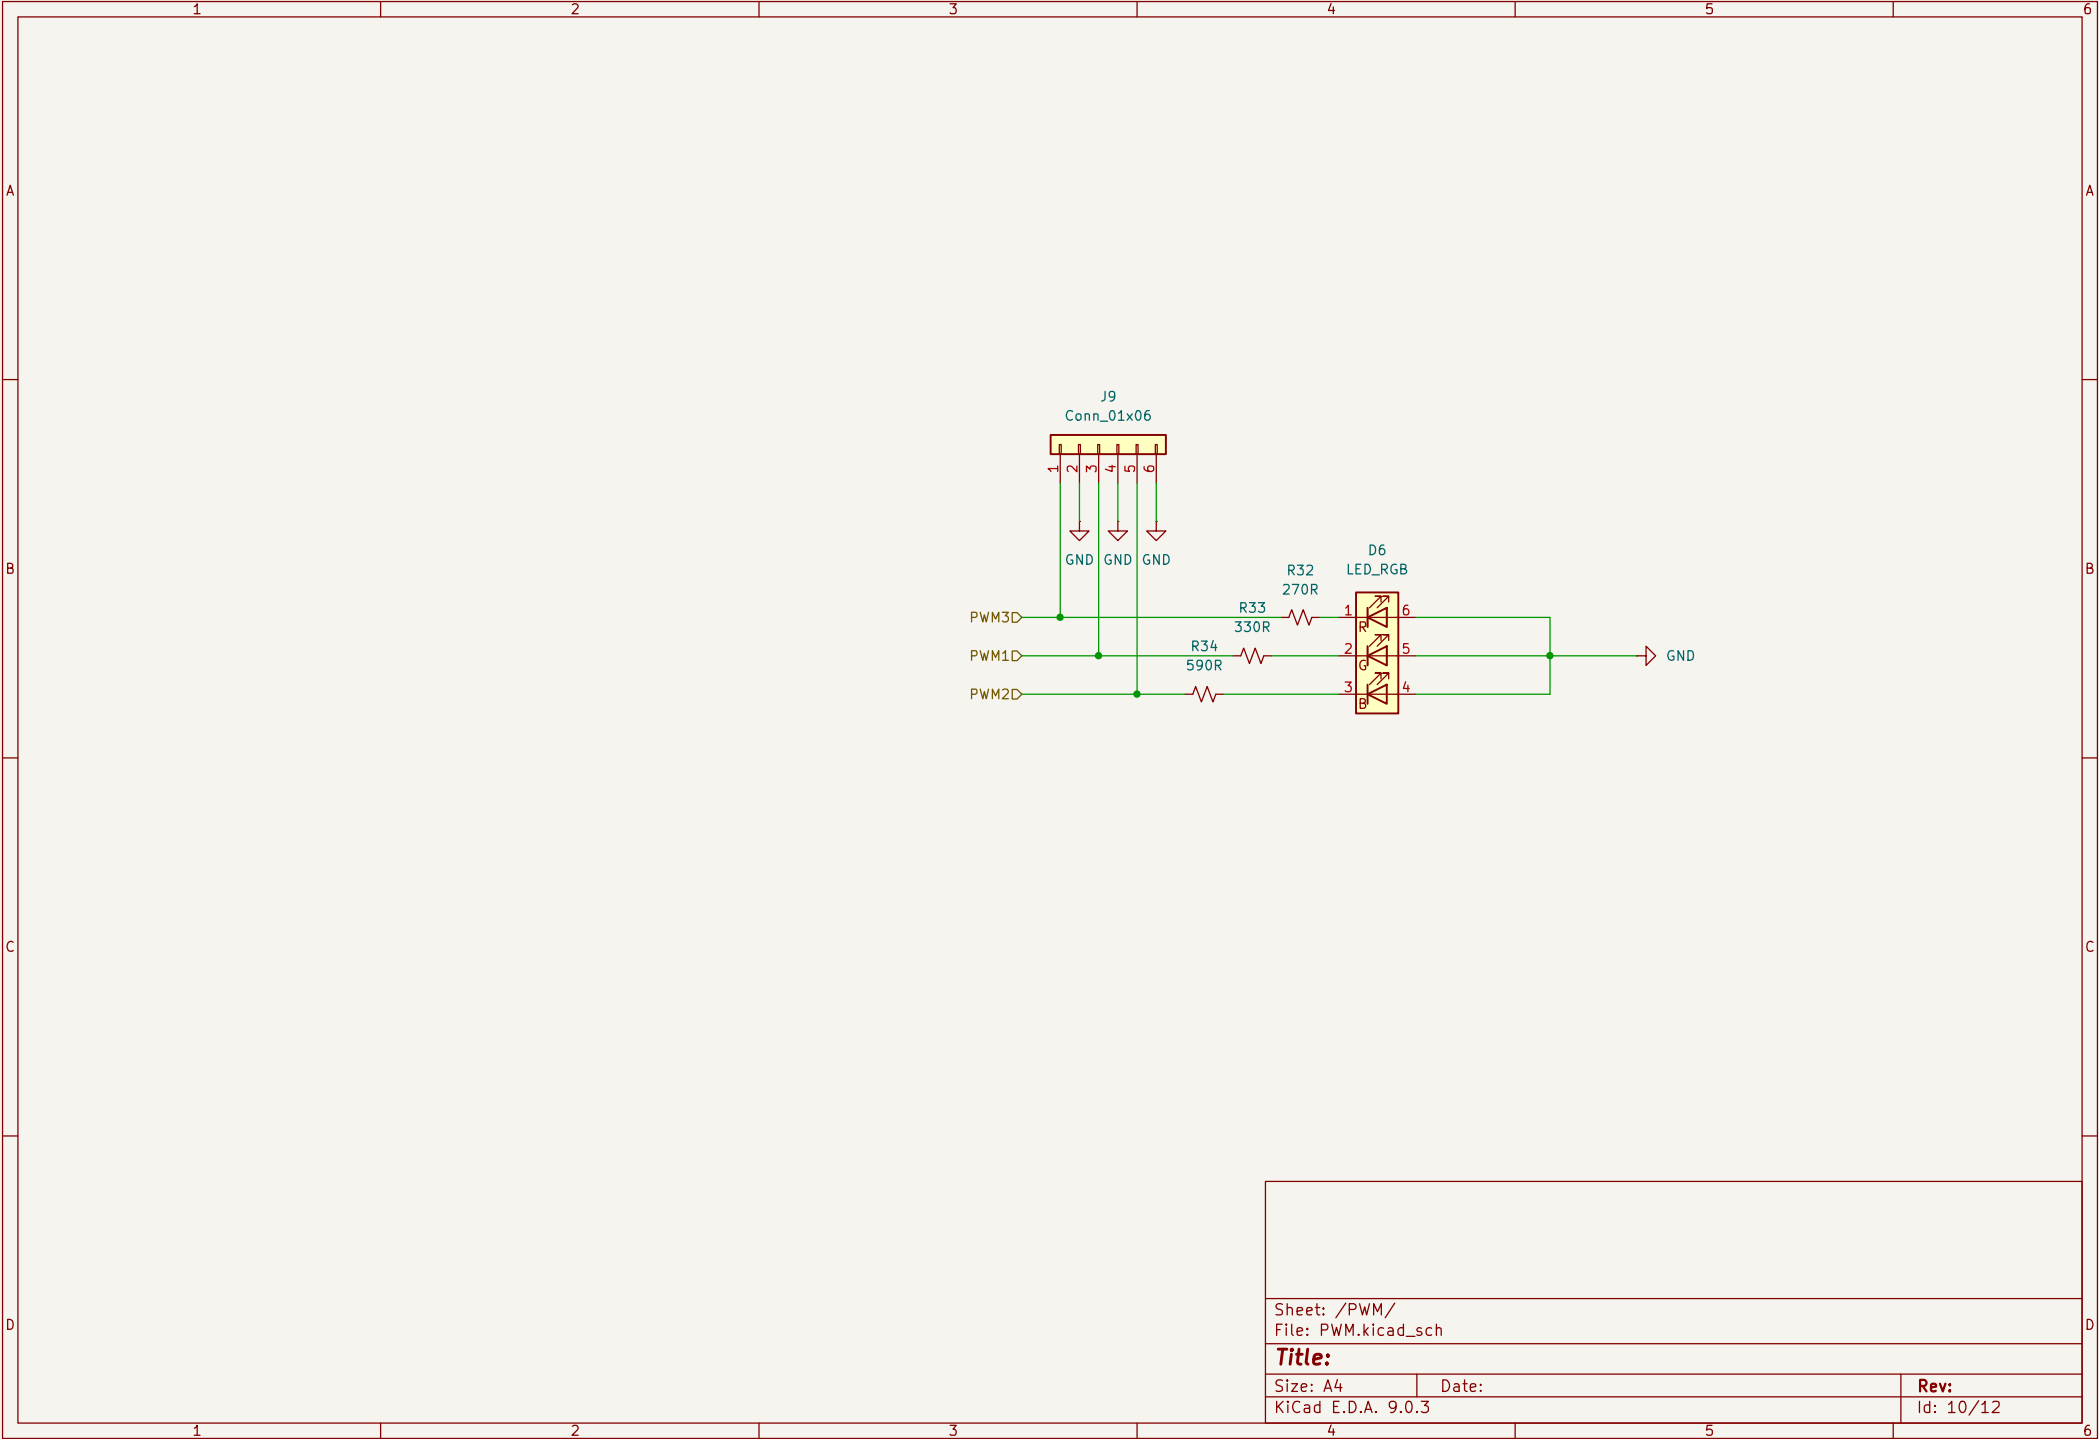 1 2 3 4 5 6
A A
J9
Conn_01x06
1 2 3 4 5 6
GND GND GND
B B
D6
LED_RGB
R32
270R
R33
330R
R34
590R
PWM3 1 R 6
PWM1 2 G 5 GND
PWM2 3 B 4
C C
D D
Sheet: /PWM/
File: PWM.kicad_sch
Title:
Size: A4 Date: Rev:
KiCad E.D.A. 9.0.3 Id: 10/12
1 2 3 4 5 6